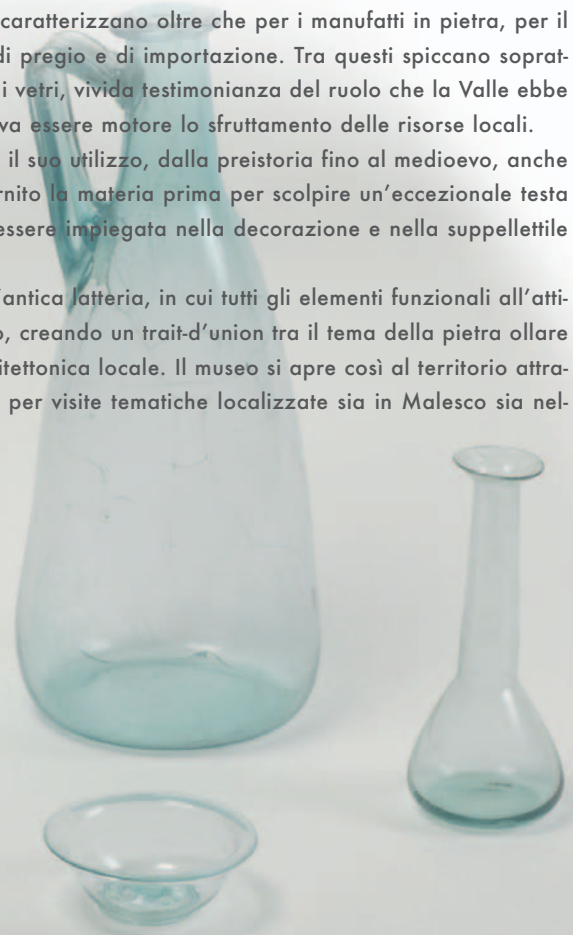 caratterizzano oltre che per i manufatti in pietra, per il
di pregio e di importazione. Tra questi spiccano soprat-
i vetri, vivida testimonianza del ruolo che la Valle ebbe
va essere motore lo sfruttamento delle risorse locali.
il suo utilizzo, dalla preistoria fino al medioevo, anche
rnito la materia prima per scolpire un’eccezionale testa
essere impiegata nella decorazione e nella suppellettile
’antica latteria, in cui tutti gli elementi funzionali all’atti-
o, creando un trait-d’union tra il tema della pietra ollare
itettonica locale. Il museo si apre così al territorio attra-
per visite tematiche localizzate sia in Malesco sia nel-